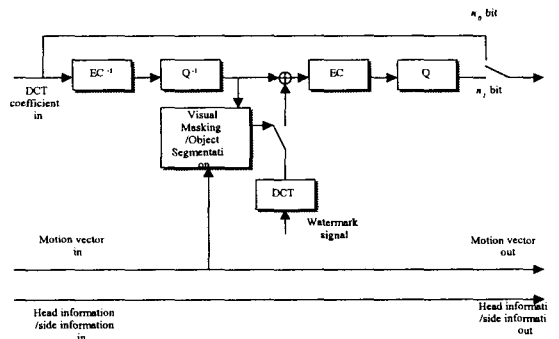 n₀ bit
EC⁻¹
Q⁻¹
EC
Q
DCT
coefficient
in
n₁ bit
Visual
Masking
/Object
Segmentati
on
DCT
Watermark
signal
Motion vector
in
Motion vector
out
Head information
/side information
in
Head informati
/side informati
out